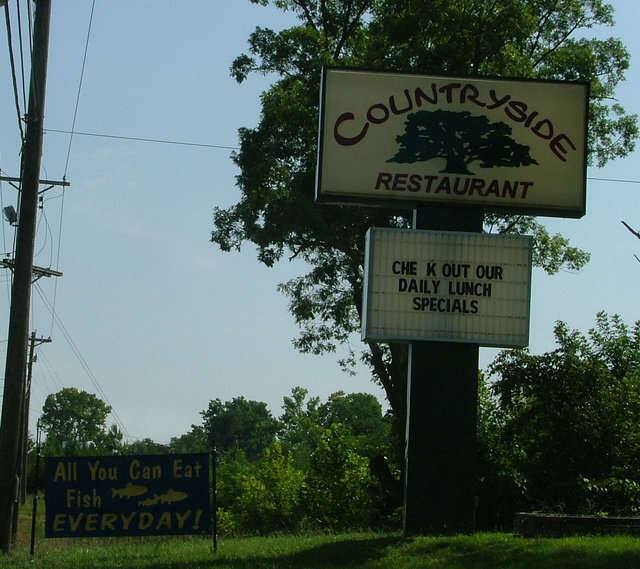 COUNTRYSIDE
RESTAURANT
CHE K OUT OUR
DAILY LUNCH
SPECIALS
All You Can Eat
Fish
EVERYDAY!